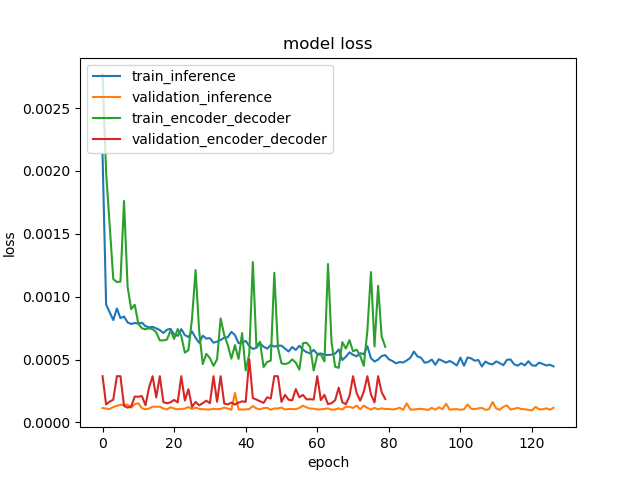 model loss
train_inference
validation_inference
train_encoder_decoder
validation_encoder_decoder
loss
0.0025
0.0020
0.0015
0.0010
0.0005
0.0000
0 20 40 60 80 100 120
epoch